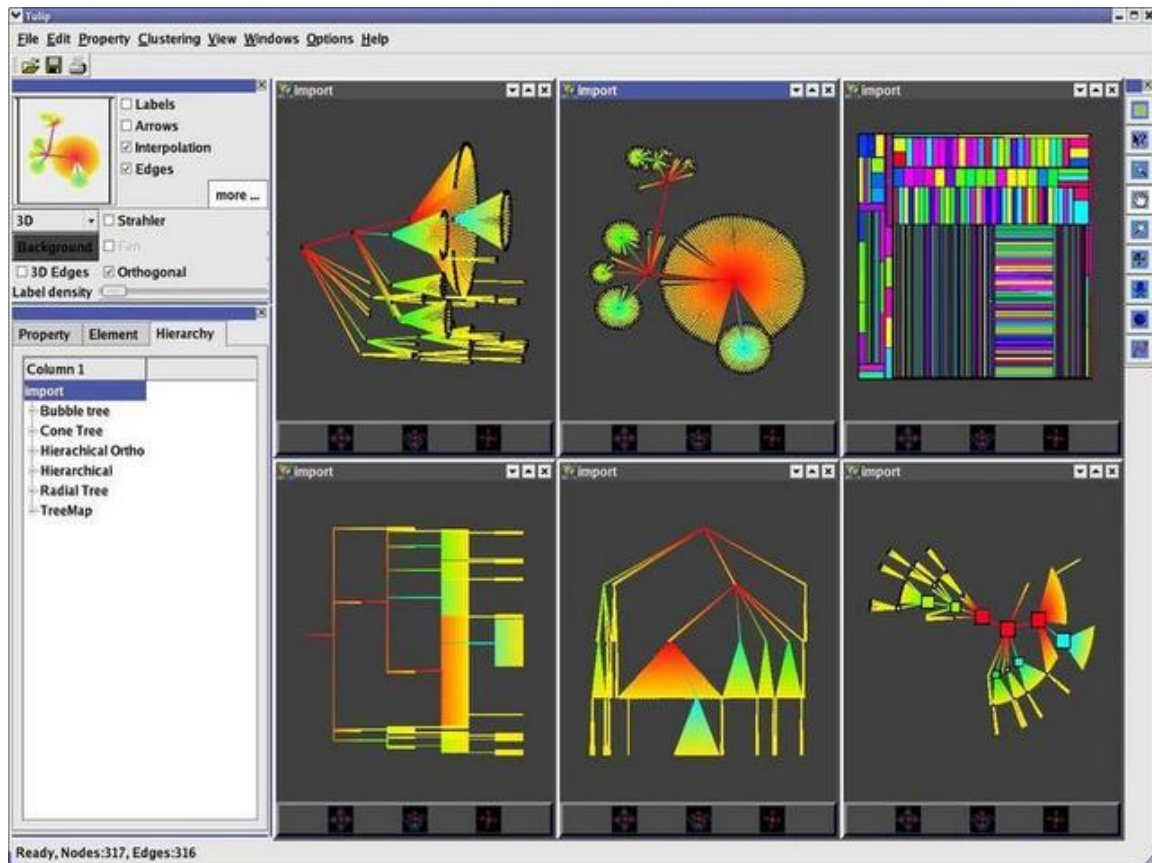 Tulip
File Edit Property Clustering View Windows Options Help
Labels
Arrows
Interpolation
Edges
more ...
3D
Strahler
Background
Fan
3D Edges
Orthogonal
Label density
Property Element Hierarchy
Column 1
import
Bubble tree
Cone Tree
Hierachical Ortho
Hierarchical
Radial Tree
TreeMap
import
import
import
import
import
import
Ready, Nodes:317, Edges:316